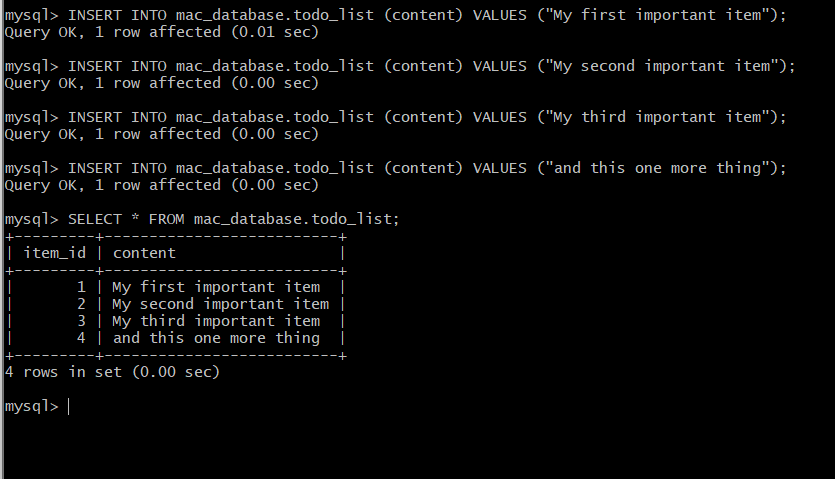 mysql> INSERT INTO mac_database.todo_list (content) VALUES ("My first important item");
Query OK, 1 row affected (0.01 sec)
mysql> INSERT INTO mac_database.todo_list (content) VALUES ("My second important item");
Query OK, 1 row affected (0.00 sec)
mysql> INSERT INTO mac_database.todo_list (content) VALUES ("My third important item");
Query OK, 1 row affected (0.00 sec)
mysql> INSERT INTO mac_database.todo_list (content) VALUES ("and this one more thing");
Query OK, 1 row affected (0.00 sec)
mysql> SELECT * FROM mac_database.todo_list;
+---------+--------------------------+
| item_id | content                  |
+---------+--------------------------+
|       1 | My first important item  |
|       2 | My second important item |
|       3 | My third important item  |
|       4 | and this one more thing  |
+---------+--------------------------+
4 rows in set (0.00 sec)
mysql>